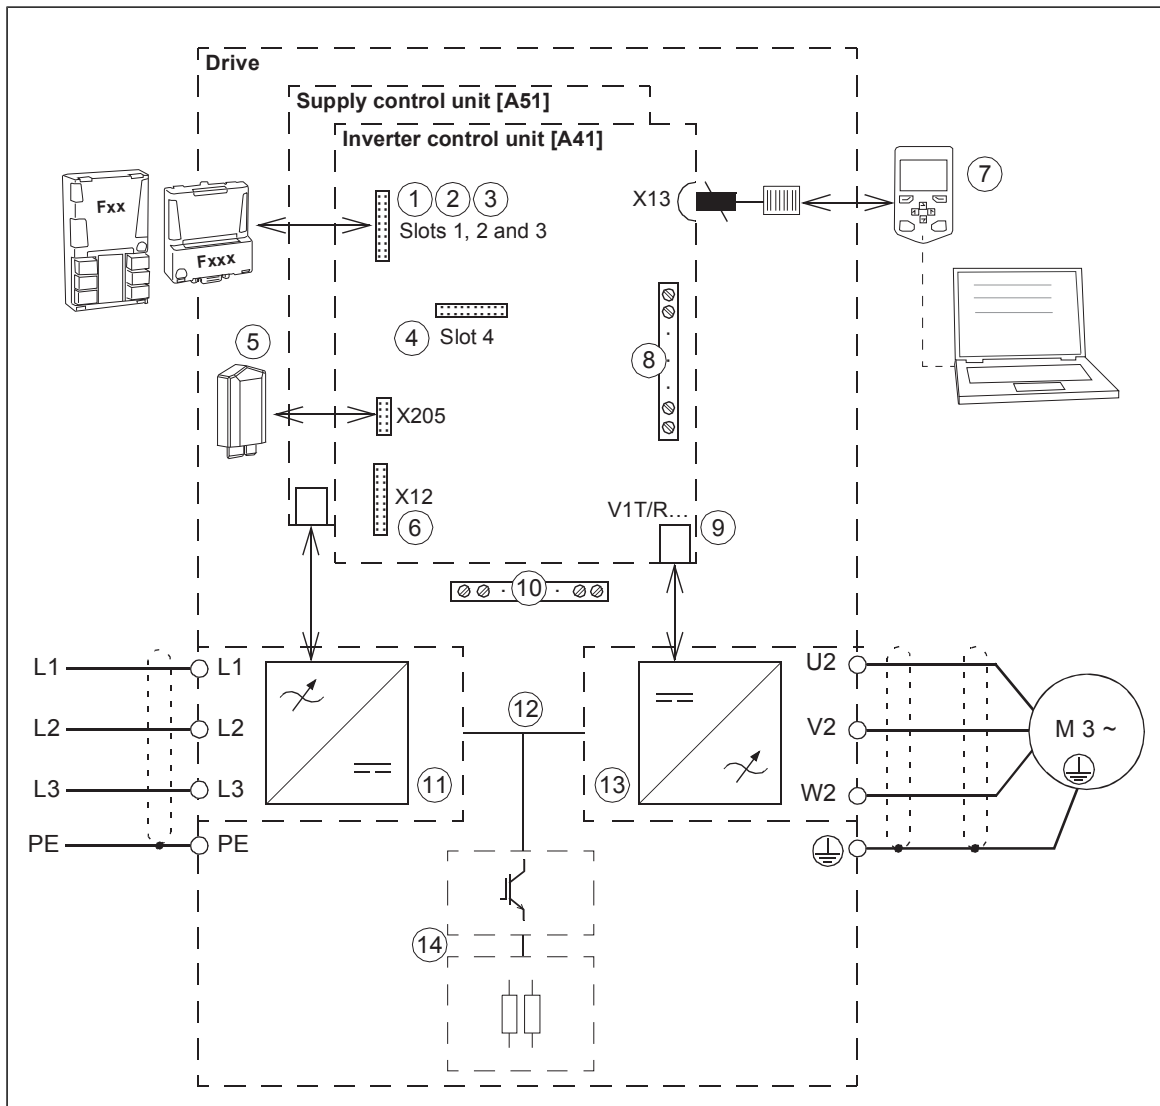 Drive
Supply control unit [A51]
Inverter control unit [A41]
Fxx
Fxxx
1 2 3
Slots 1, 2 and 3
X13
7
4 Slot 4
5
8
X205
X12
6
V1T/R...
9
10
L1 L1
L2 L2
L3 L3
PE PE
11
12
13
U2
V2
W2
M 3 ~
14